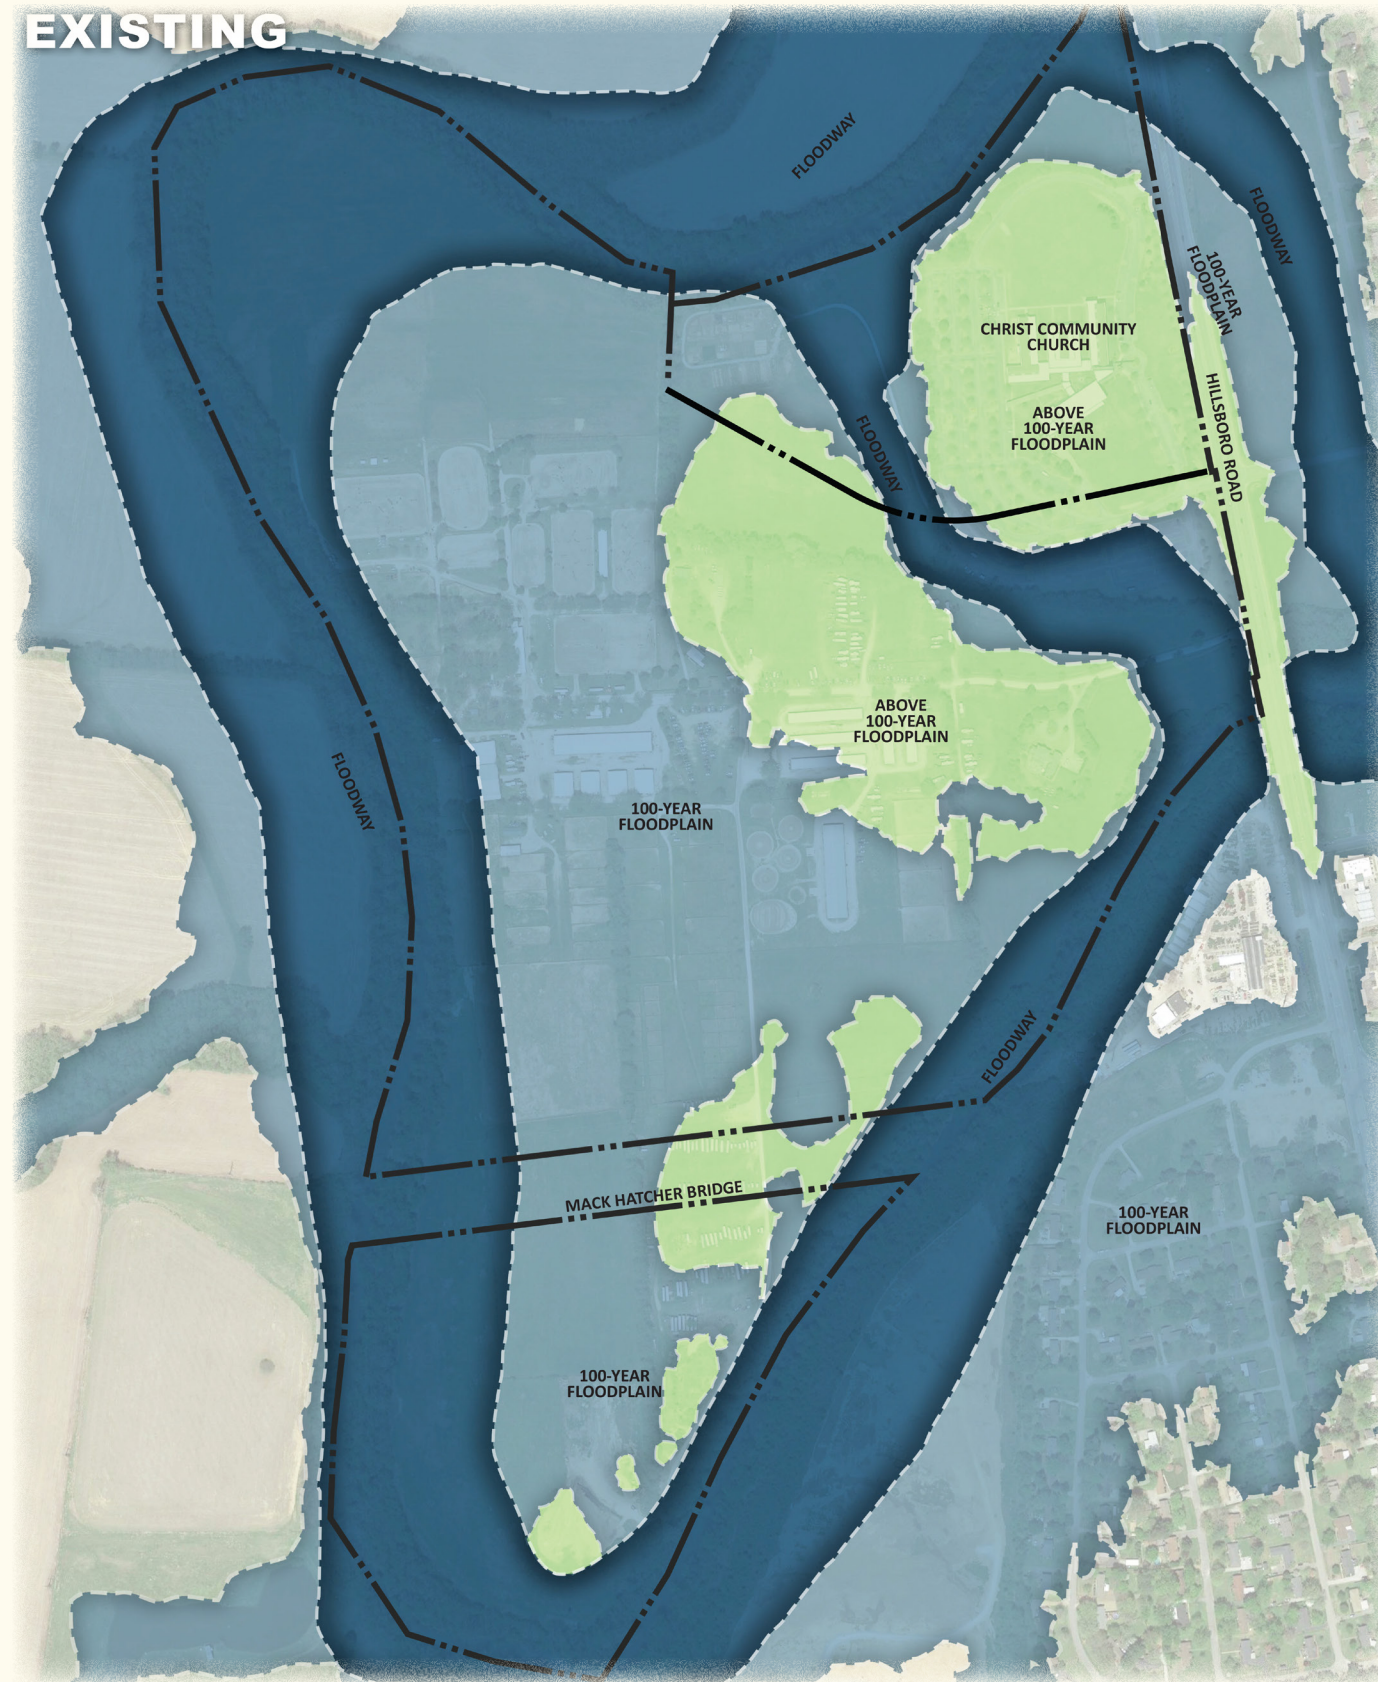 EXISTING
FLOODWAY
FLOODWAY
100-YEAR
FLOODPLAIN
CHRIST COMMUNITY
CHURCH
HILLSBORO ROAD
ABOVE
100-YEAR
FLOODPLAIN
FLOODWAY
ABOVE
100-YEAR
FLOODPLAIN
FLOODWAY
100-YEAR
FLOODPLAIN
FLOODWAY
MACK HATCHER BRIDGE
100-YEAR
FLOODPLAIN
100-YEAR
FLOODPLAIN